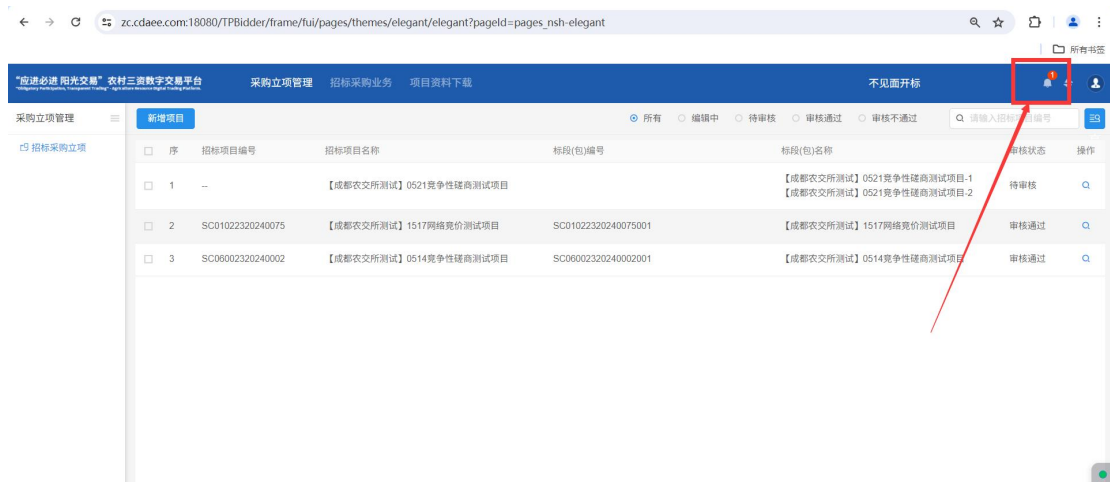 zc.cdaee.com:18080/TPBidder/frame/fui/pages/themes/elegant/elegant?pageId=pages_nsh-elegant
所有书签
"应进必进 阳光交易" 农村三资数字交易平台 采购立项管理 招标采购业务 项目资料下载 不见面开标 1
采购立项管理 新增项目 所有 编辑中 待审核 审核通过 审核不通过 请输入招标项目编号
招标采购立项 序 招标项目编号 招标项目名称 标段(包)编号 标段(包)名称 审核状态 操作
1 -- 【成都农交所测试】0521竞争性磋商测试项目 【成都农交所测试】0521竞争性磋商测试项目-1 待审核
【成都农交所测试】0521竞争性磋商测试项目-2
2 SC01022320240075 【成都农交所测试】1517网络竞价测试项目 SC01022320240075001 【成都农交所测试】1517网络竞价测试项目 审核通过
3 SC06002320240002 【成都农交所测试】0514竞争性磋商测试项目 SC06002320240002001 【成都农交所测试】0514竞争性磋商测试项目 审核通过